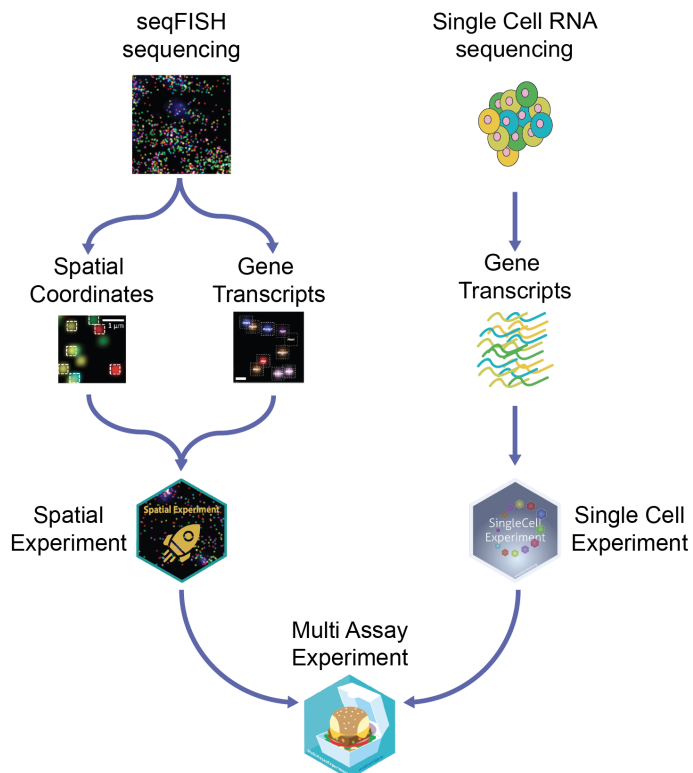 seqFISH
sequencing
Single Cell RNA
sequencing
Spatial
Coordinates
Gene
Transcripts
Gene
Transcripts
1 μm
Spatial
Experiment
Spatial Experiment
SingleCell
Experiment
Single Cell
Experiment
Multi Assay
Experiment